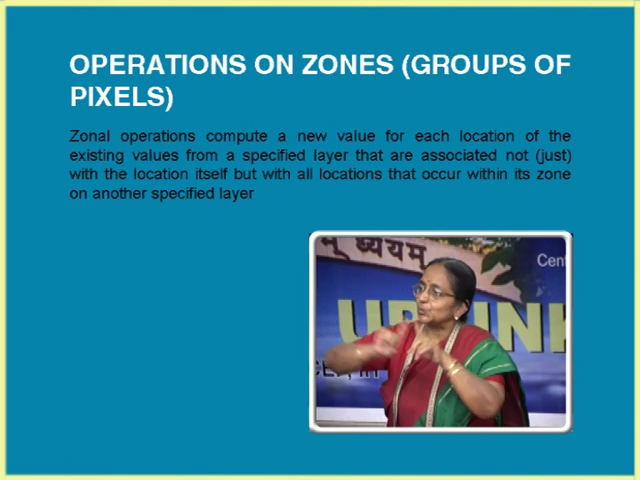 OPERATIONS ON ZONES (GROUPS OF
PIXELS)
Zonal operations compute a new value for each location of the
existing values from a specified layer that are associated not (just)
with the location itself but with all locations that occur within its zone
on another specified layer
ध्येयम्
Cent